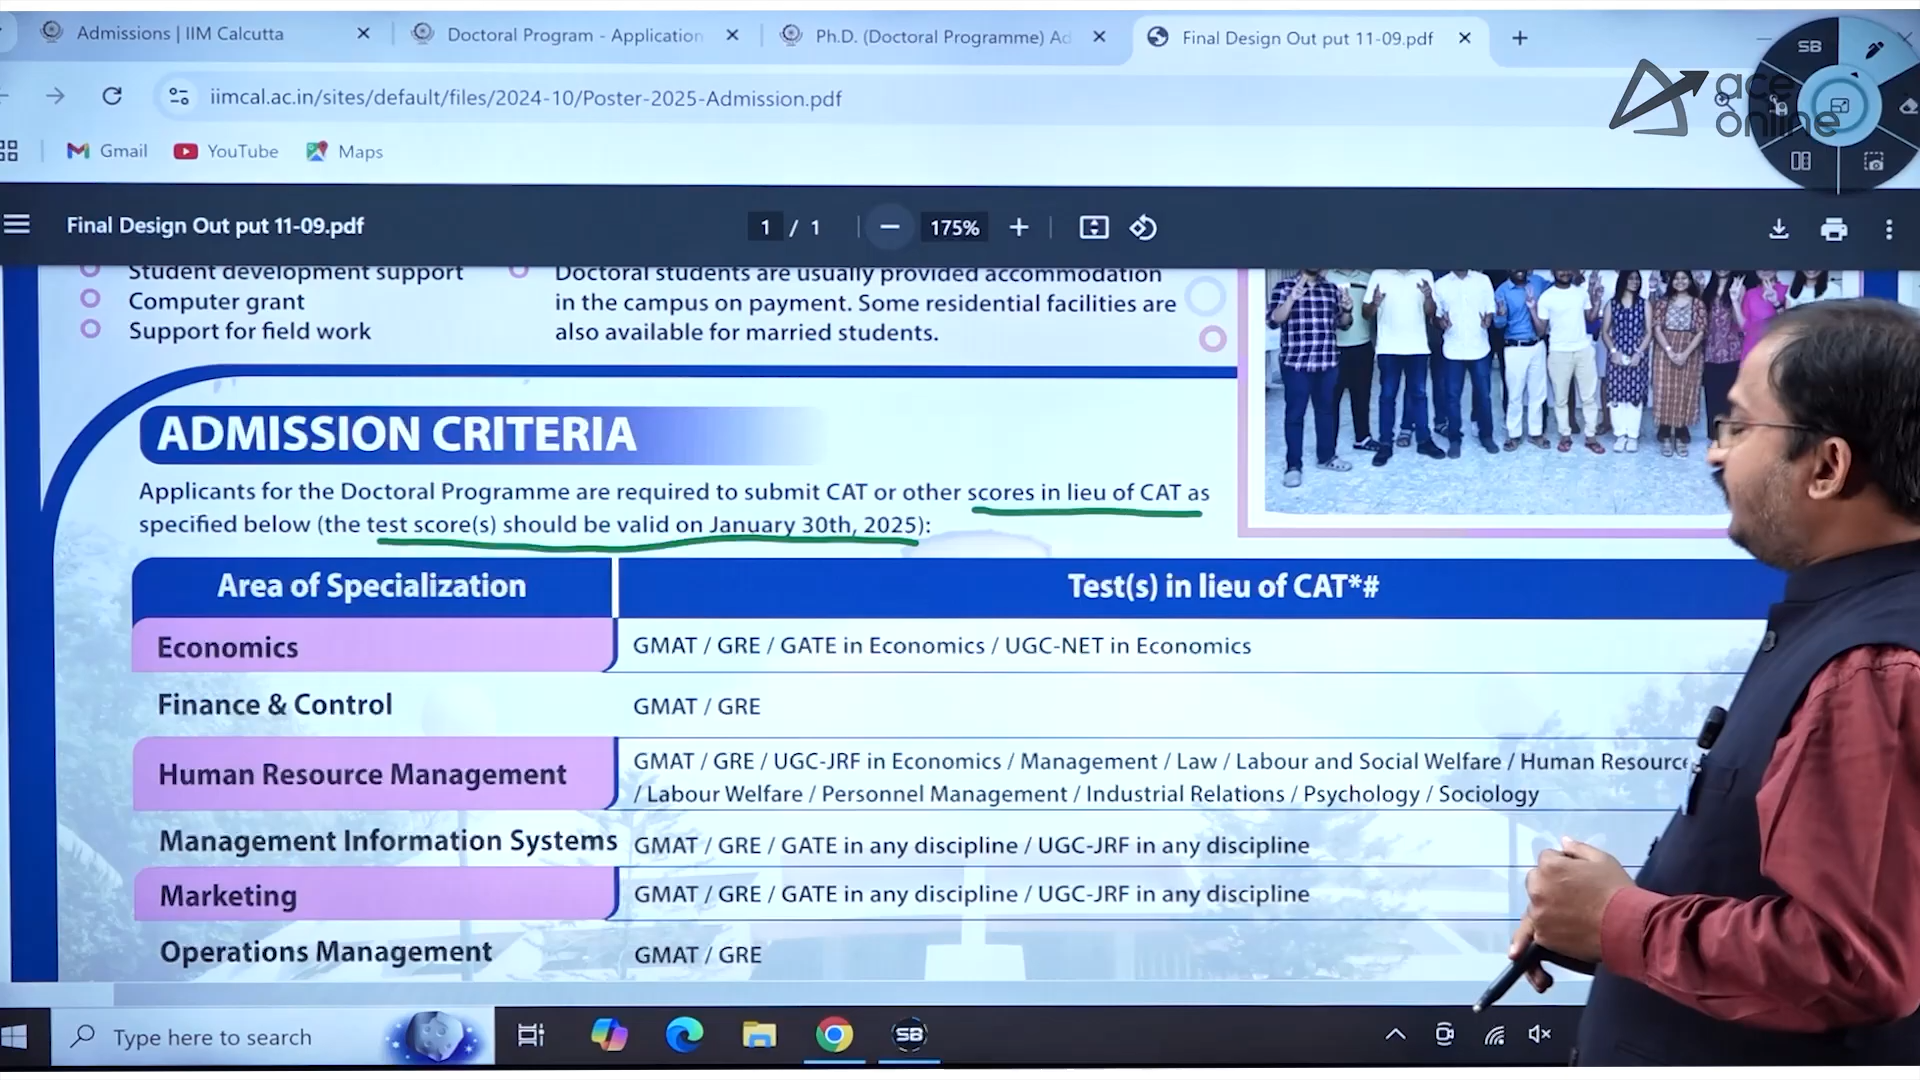 Admissions | IIM Calcutta
Doctoral Program - Application
Ph.D. (Doctoral Programme) Ad
Final Design Out put 11-09.pdf
SB
iimcal.ac.in/sites/default/files/2024-10/Poster-2025-Admission.pdf
ace
online
Gmail
YouTube
Maps
Final Design Out put 11-09.pdf
1 / 1
175%
Student development support
Computer grant
Support for field work
Doctoral students are usually provided accommodation
in the campus on payment. Some residential facilities are
also available for married students.
ADMISSION CRITERIA
Applicants for the Doctoral Programme are required to submit CAT or other scores in lieu of CAT as
specified below (the test score(s) should be valid on January 30th, 2025):
Area of Specialization
Test(s) in lieu of CAT*#
Economics
GMAT / GRE / GATE in Economics / UGC-NET in Economics
Finance & Control
GMAT / GRE
Human Resource Management
GMAT / GRE / UGC-JRF in Economics / Management / Law / Labour and Social Welfare / Human Resource
/ Labour Welfare / Personnel Management / Industrial Relations / Psychology / Sociology
Management Information Systems
GMAT / GRE / GATE in any discipline / UGC-JRF in any discipline
Marketing
GMAT / GRE / GATE in any discipline / UGC-JRF in any discipline
Operations Management
GMAT / GRE
Type here to search
SB